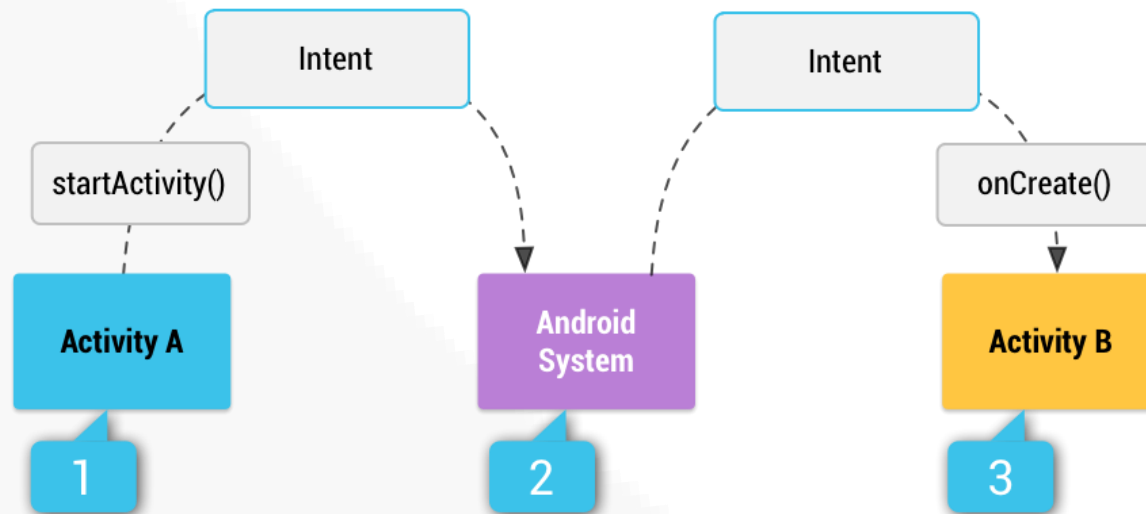 Intent
Intent
startActivity()
onCreate()
Activity A
Android
System
Activity B
1
2
3